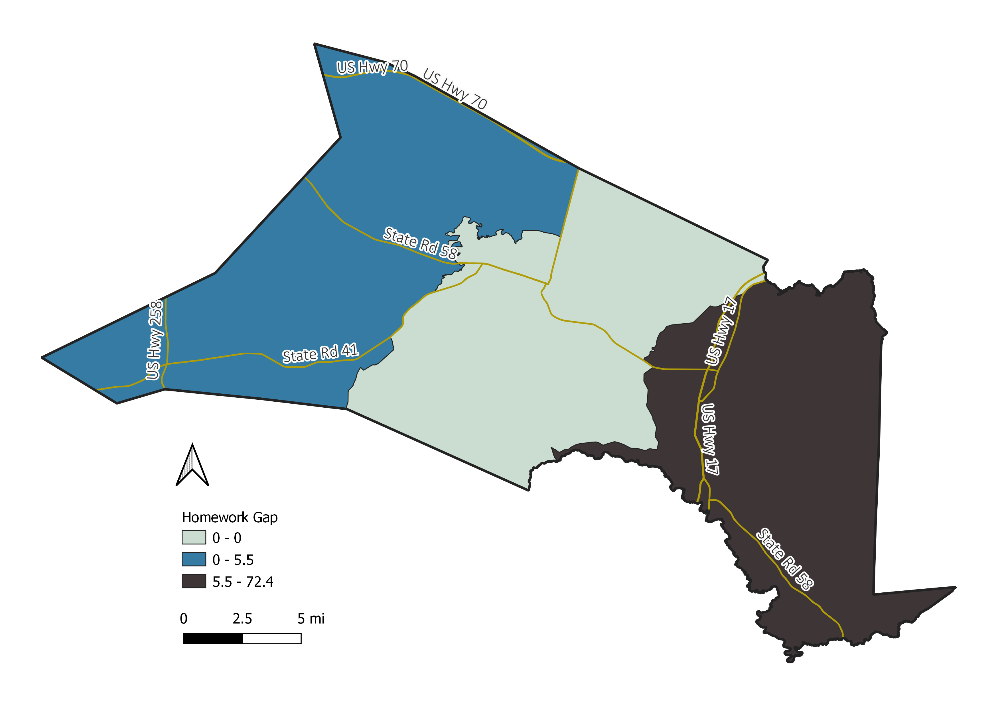 US Hwy 70
US Hwy 70
State Rd 58
US Hwy 258
State Rd 41
US Hwy 17
US Hwy 17
State Rd 58
Homework Gap
0 - 0
0 - 5.5
5.5 - 72.4
0 2.5 5 mi